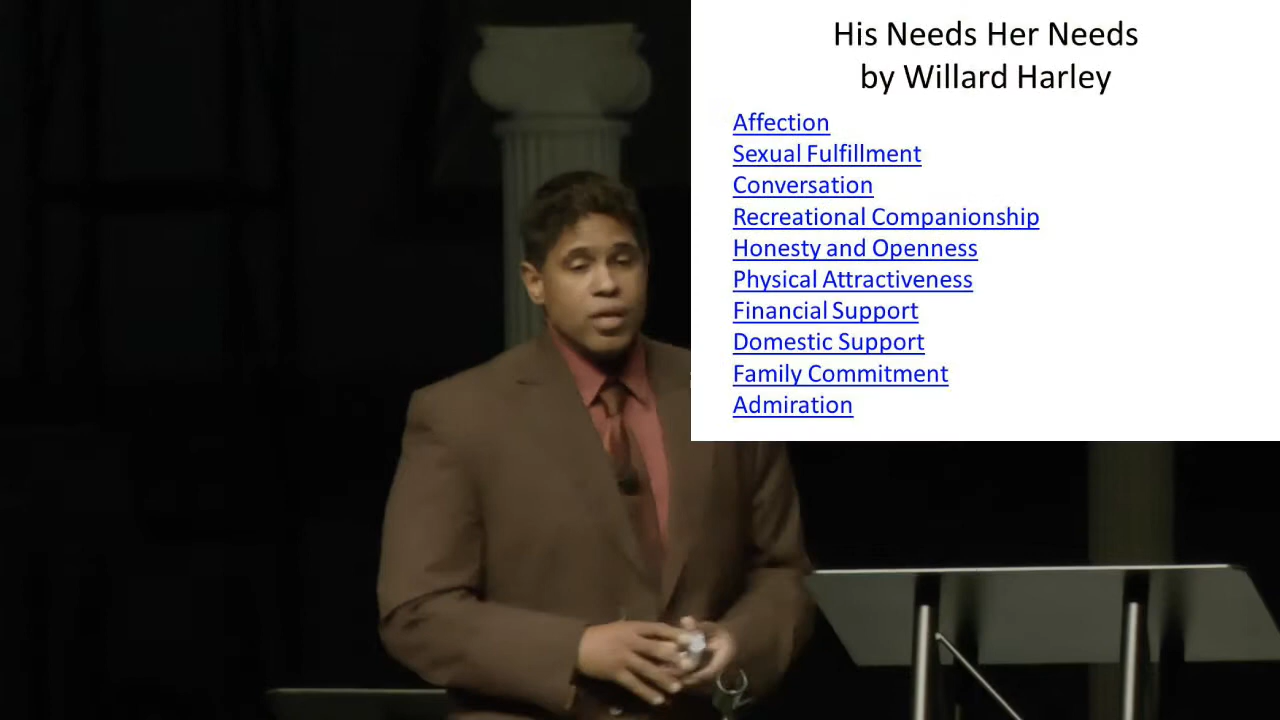 His Needs Her Needs
by Willard Harley
Affection
Sexual Fulfillment
Conversation
Recreational Companionship
Honesty and Openness
Physical Attractiveness
Financial Support
Domestic Support
Family Commitment
Admiration